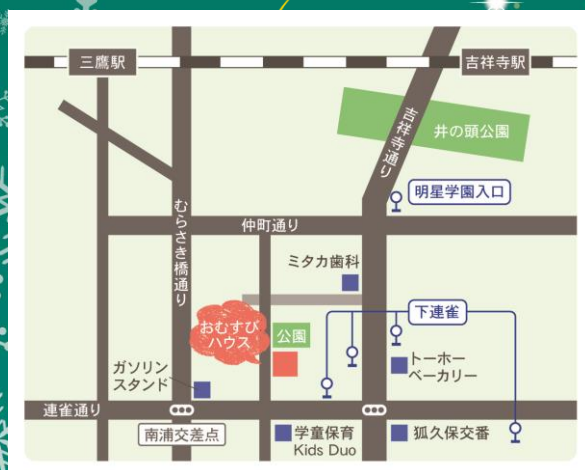 三鷹駅
吉祥寺駅
吉祥寺通り
井の頭公園
明星学園入口
むらさき橋通り
仲町通り
ミタカ歯科
おむすび
ハウス
公園
下連雀
ガソリン
スタンド
トーホー
ベーカリー
連雀通り
南浦交差点
学童保育
Kids Duo
狐久保交番